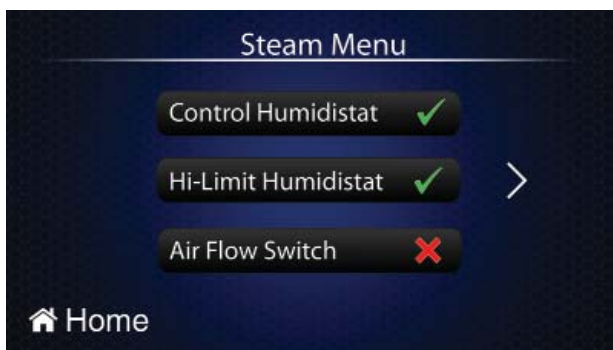 Steam Menu
Control Humidistat
Hi-Limit Humidistat
Air Flow Switch
Home